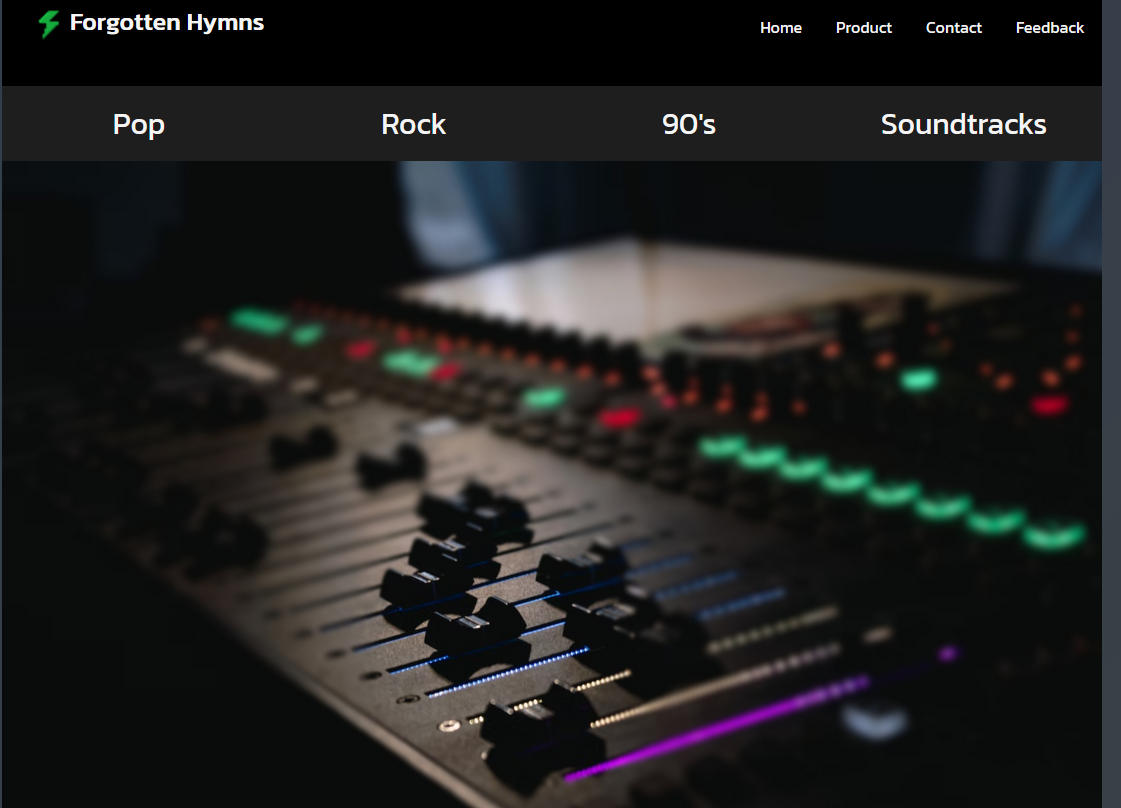 Forgotten Hymns
Home Product Contact Feedback
Pop Rock 90's Soundtracks